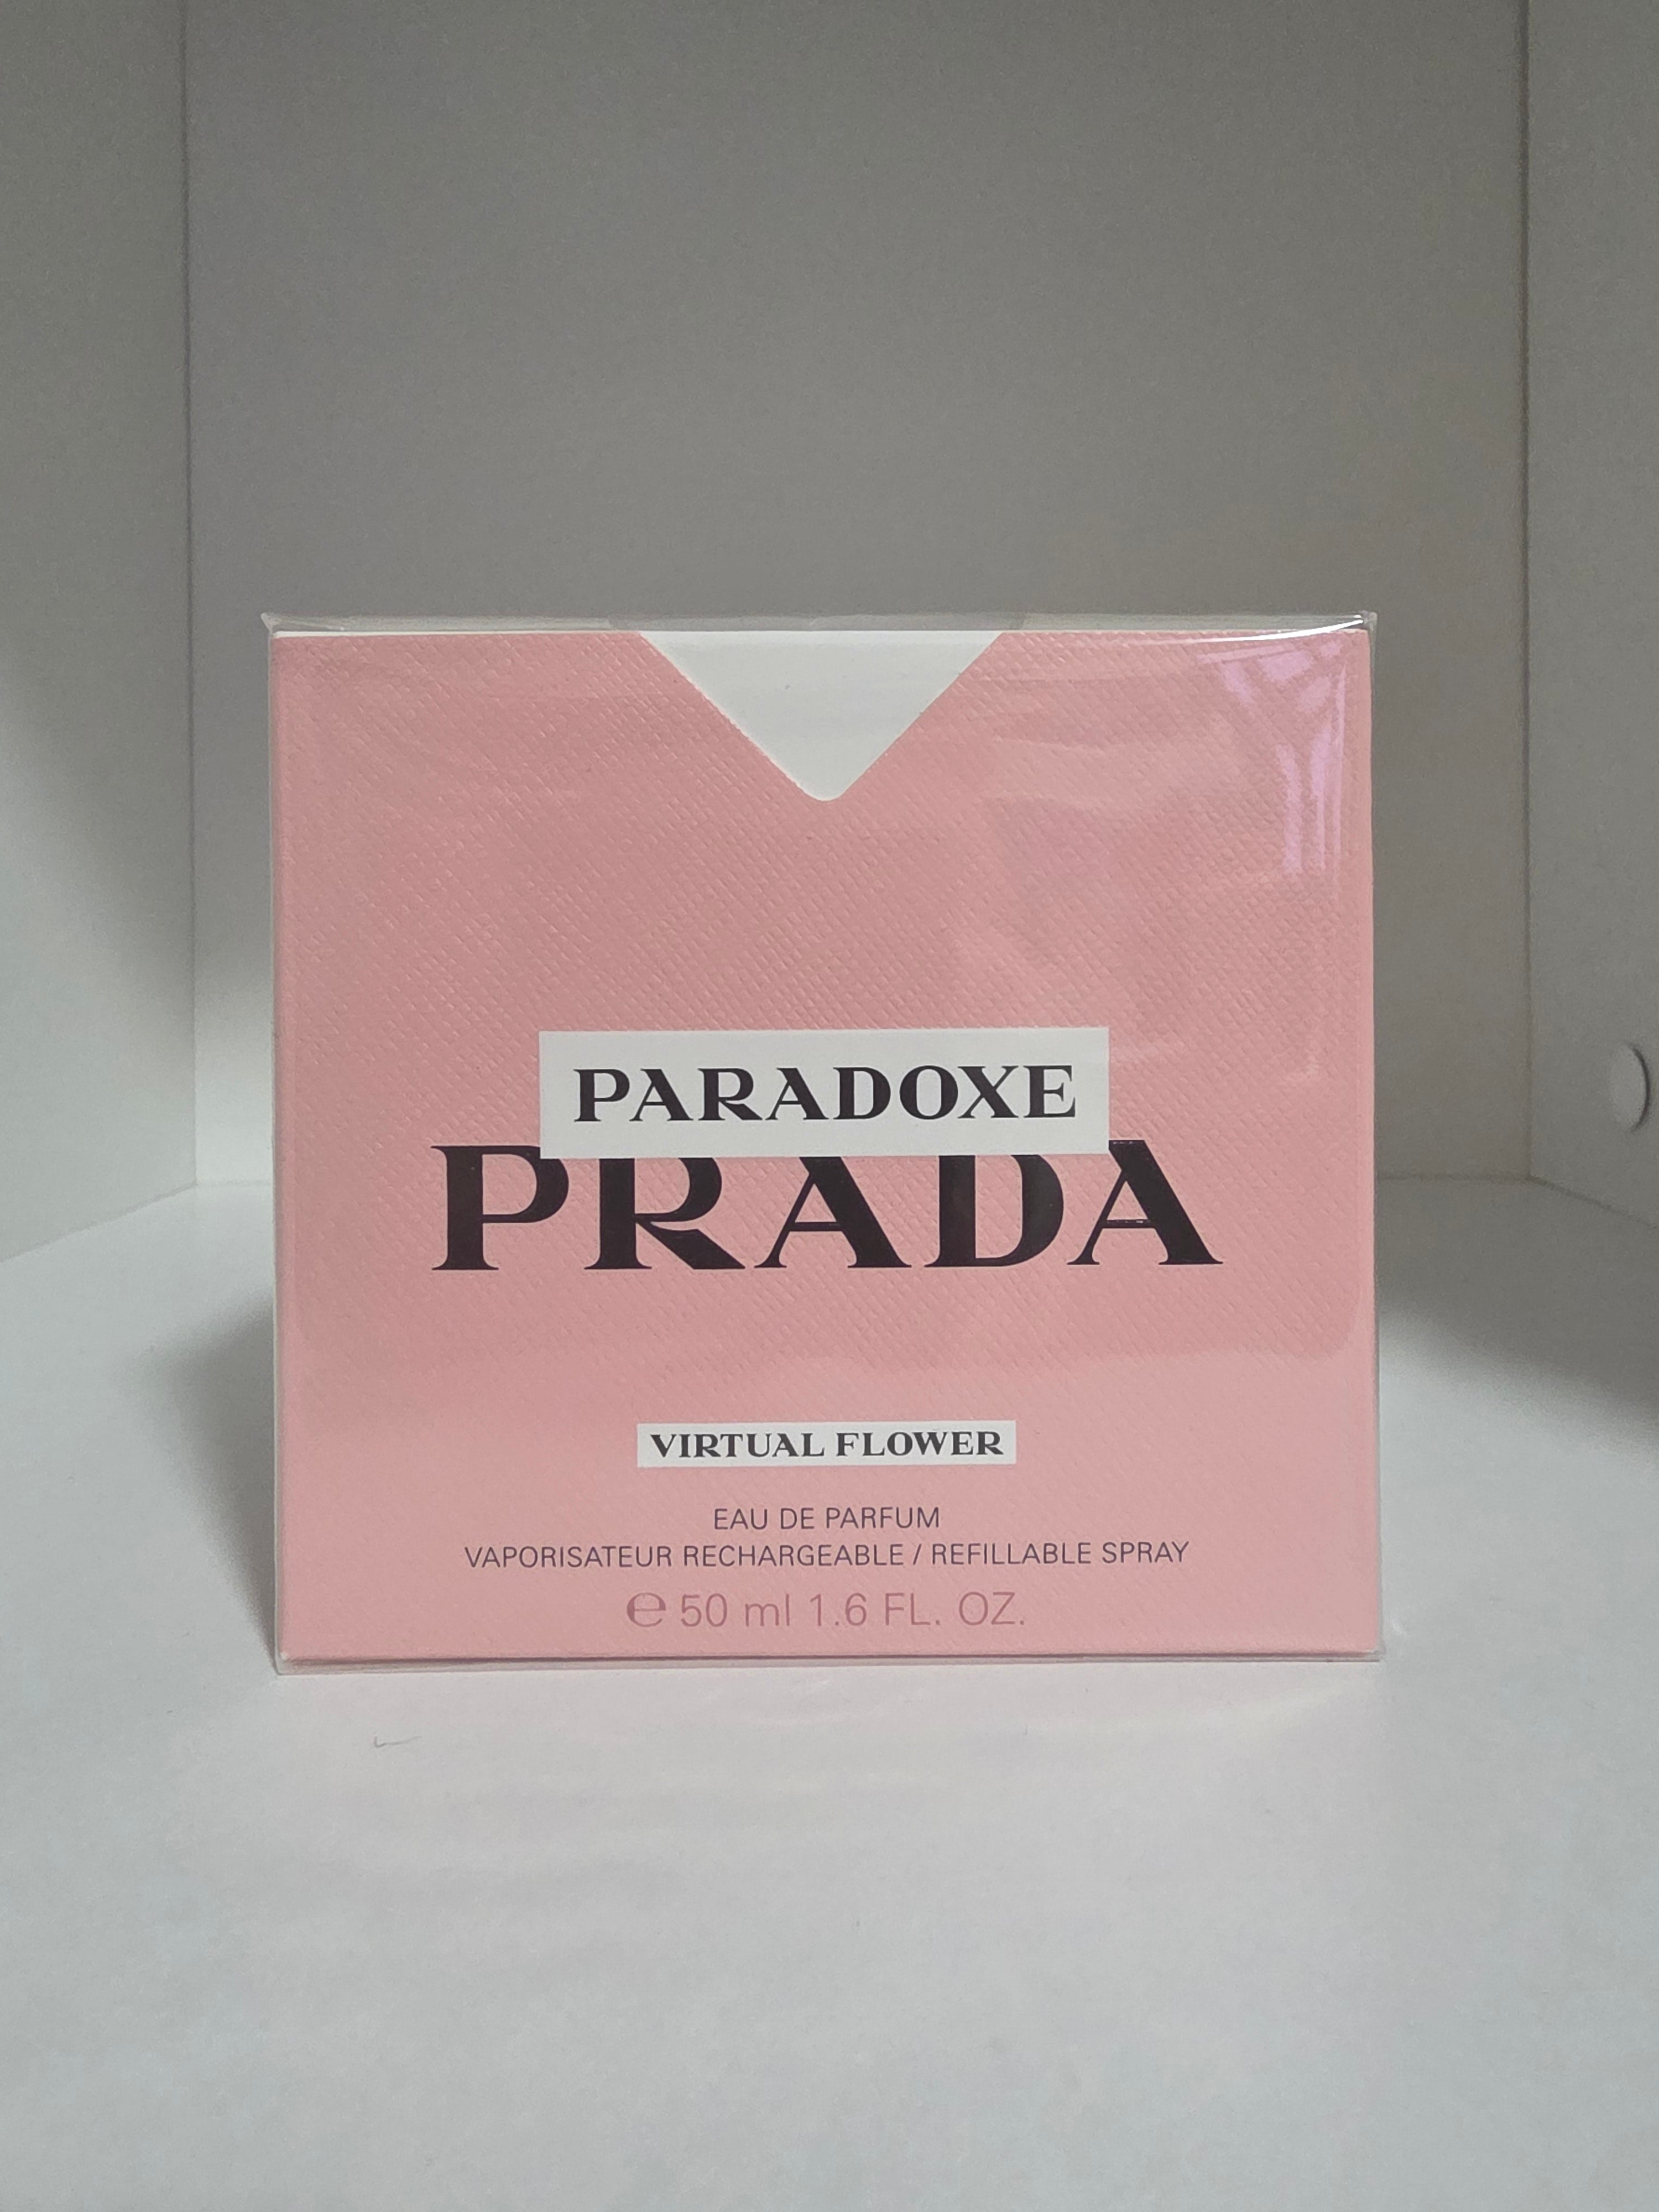 PARADOXE
PRADA
VIRTUAL FLOWER
EAU DE PARFUM
VAPORISATEUR RECHARGEABLE / REFILLABLE SPRAY
℮ 50 ml 1.6 FL. OZ.